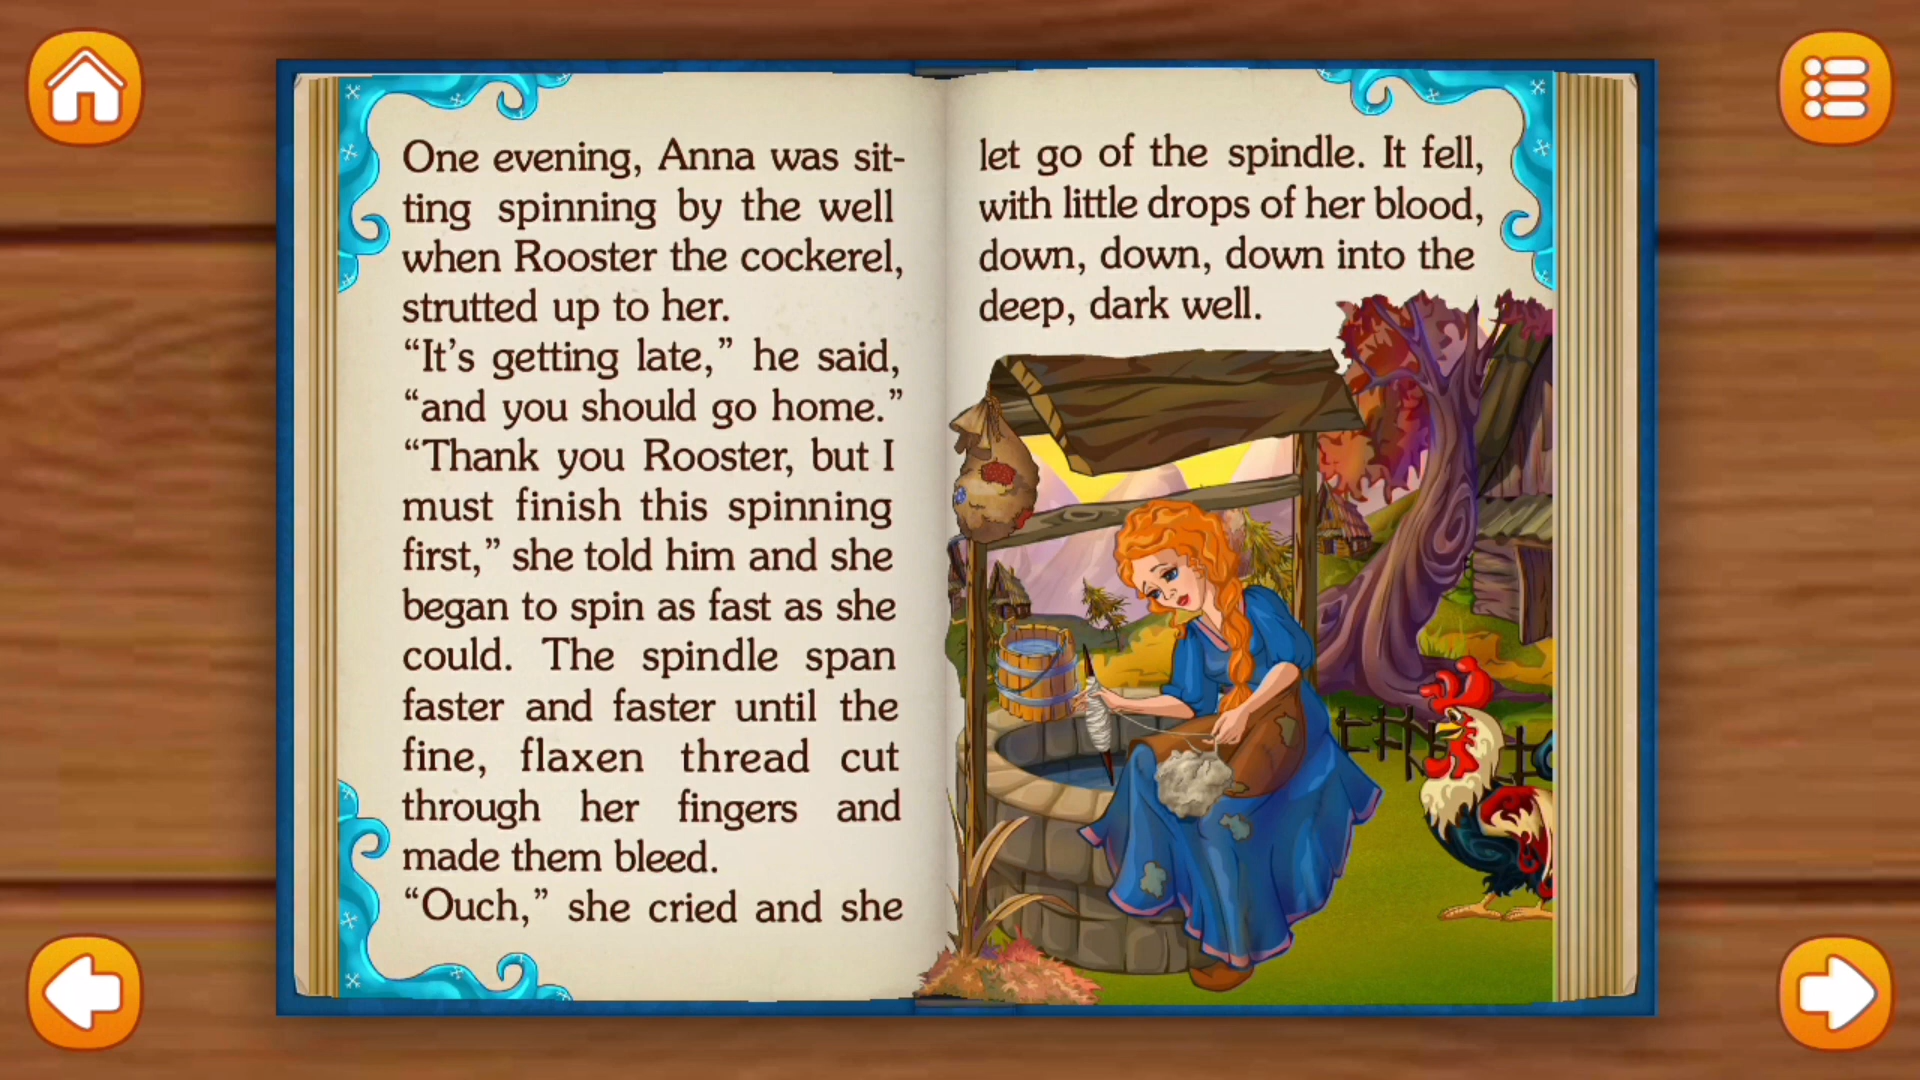 One evening, Anna was sit-
ting spinning by the well
when Rooster the cockerel,
strutted up to her.
“It’s getting late,” he said,
“and you should go home.”
“Thank you Rooster, but I
must finish this spinning
first,” she told him and she
began to spin as fast as she
could. The spindle span
faster and faster until the
fine, flaxen thread cut
through her fingers and
made them bleed.
“Ouch,” she cried and she
let go of the spindle. It fell,
with little drops of her blood,
down, down, down into the
deep, dark well.